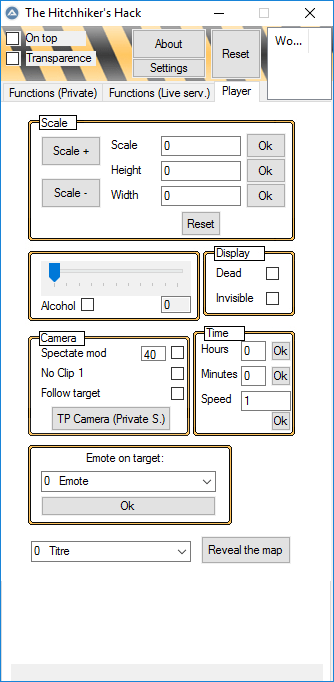 The Hitchhiker's Hack
On top
Transparence
About
Settings
Reset
Wo...
Functions (Private)
Functions (Live serv.)
Player
Scale
Scale +
Scale -
Scale 0 Ok
Height 0 Ok
Width 0 Ok
Reset
Alcohol 0
Display
Dead
Invisible
Camera
Spectate mod 40
No Clip 1
Follow target
TP Camera (Private S.)
Time
Hours 0 Ok
Minutes 0 Ok
Speed 1
Ok
Emote on target:
0 Emote
Ok
0 Titre
Reveal the map